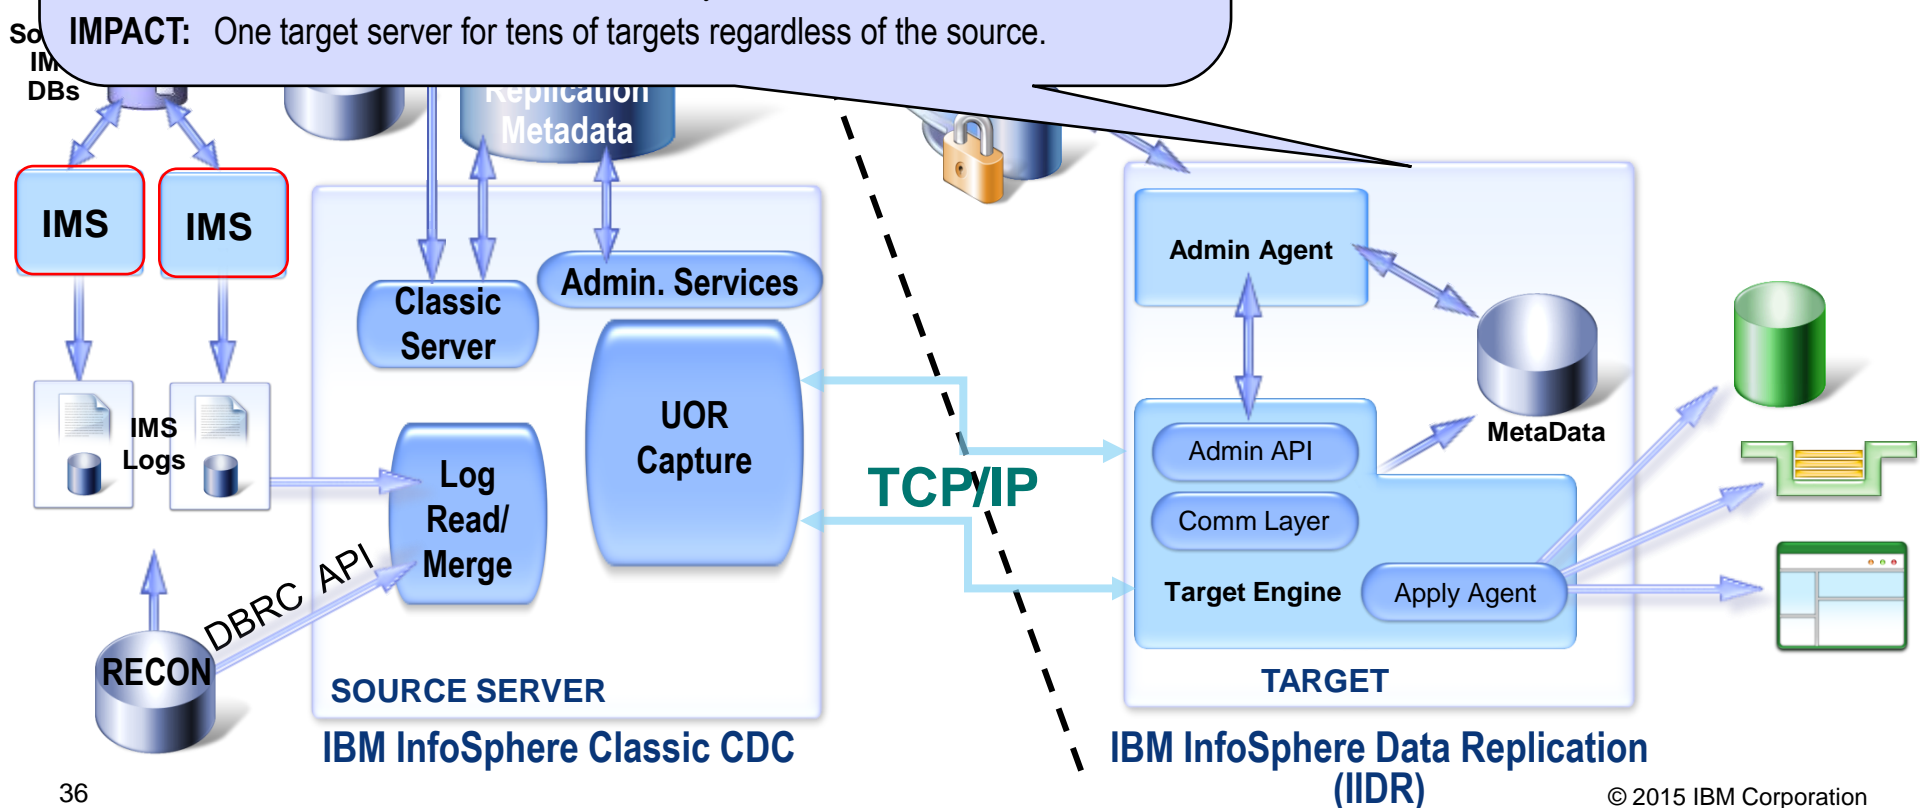 IMPACT: One target server for tens of targets regardless of the source.
DBs
Replication
Metadata
IMS
IMS
Admin. Services
Classic
Server
UOR
Capture
IMS
Logs
Log
Read/
Merge
DBRC API
RECON
SOURCE SERVER
IBM InfoSphere Classic CDC
TCP/IP
Admin Agent
MetaData
Admin API
Comm Layer
Target Engine
Apply Agent
TARGET
IBM InfoSphere Data Replication
(IIDR)
36
© 2015 IBM Corporation